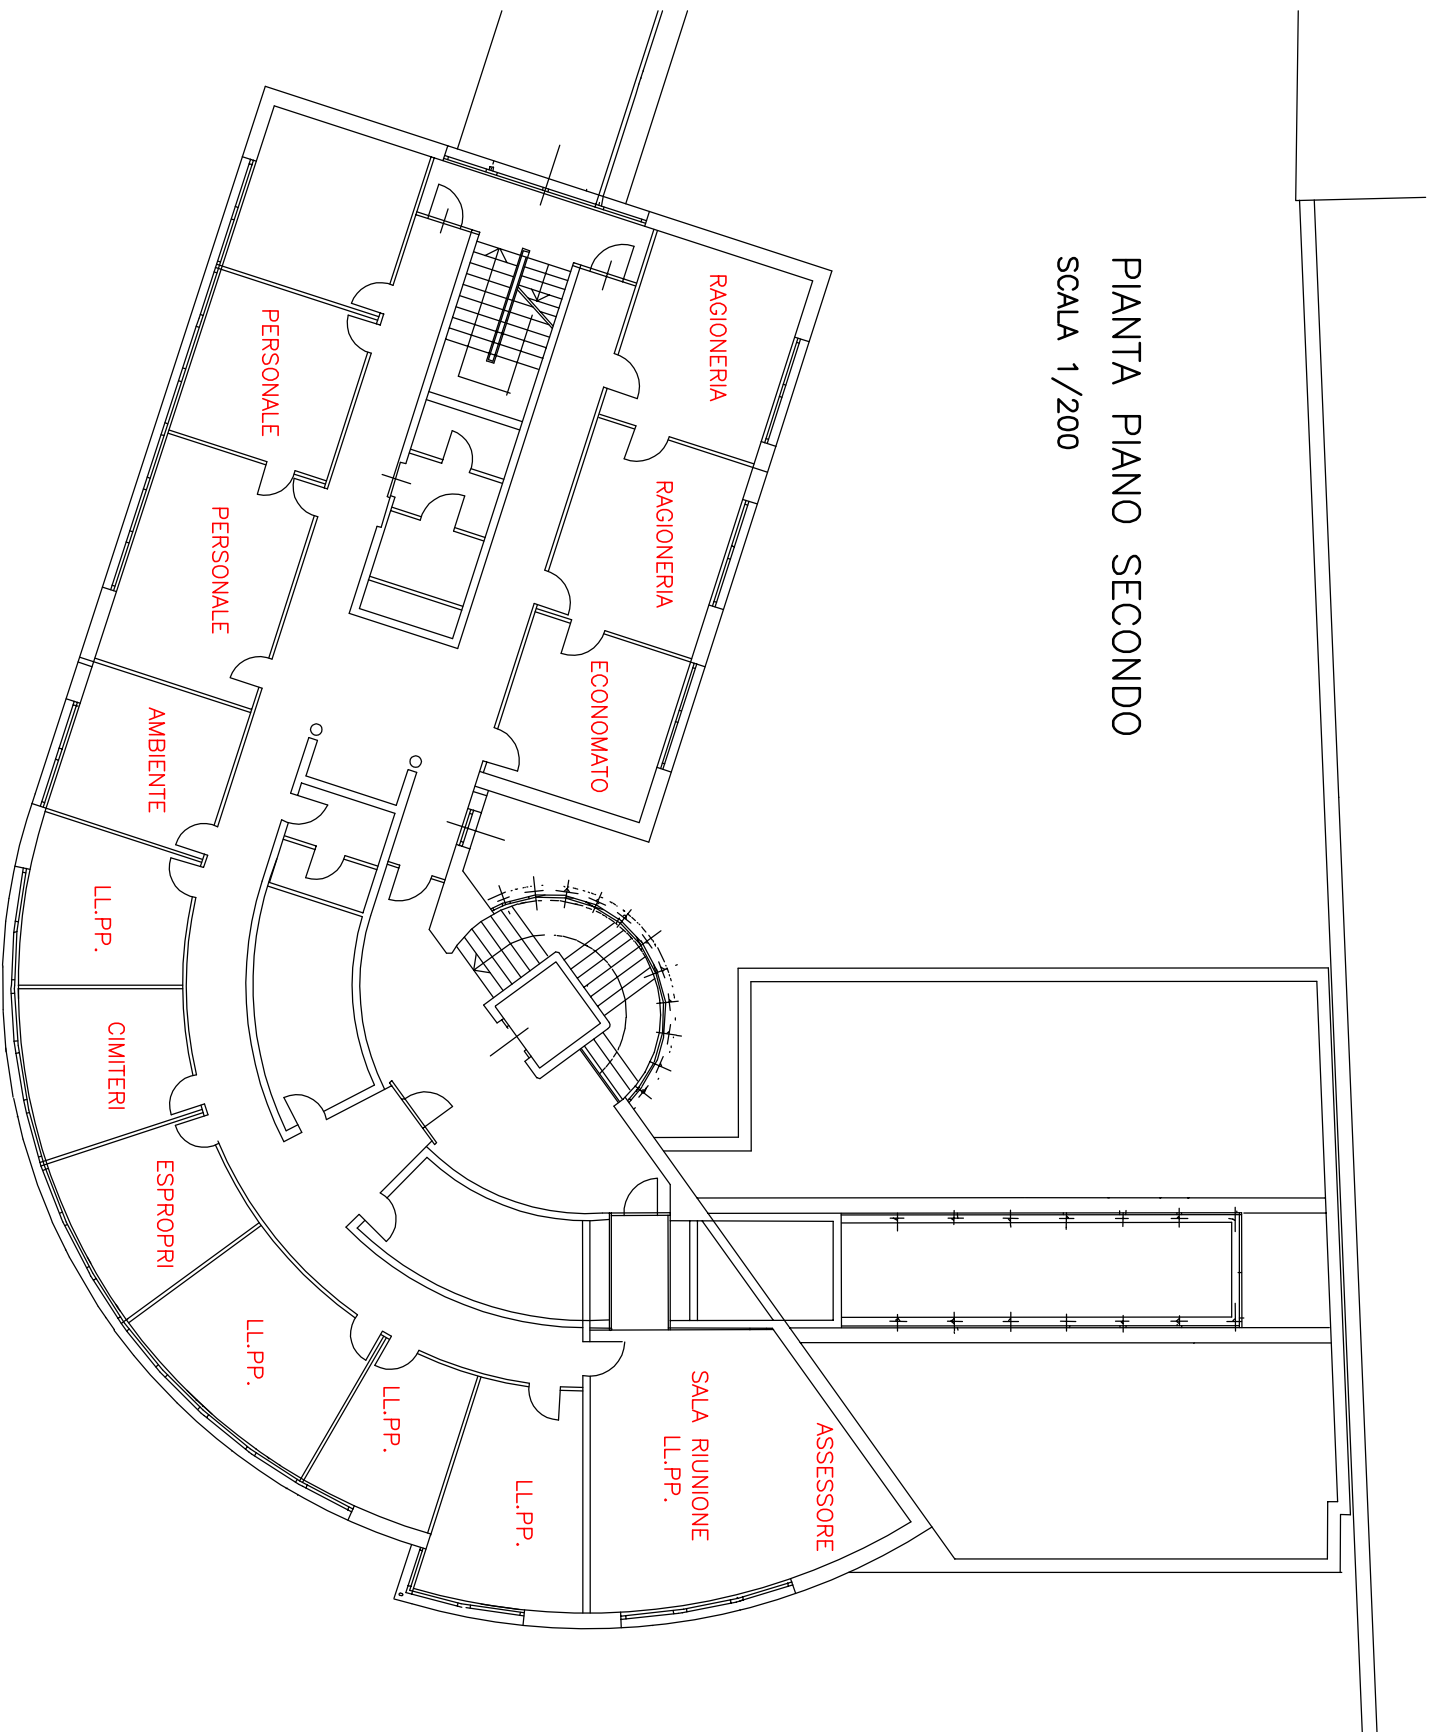 PIANTA PIANO SECONDO
SCALA 1/200
RAGIONERIA
RAGIONERIA
ECONOMATO
PERSONALE
PERSONALE
AMBIENTE
LL.PP.
CIMITERI
ESPROPRI
LL.PP.
LL.PP.
LL.PP.
ASSESSORE
SALA RIUNIONE
LL.PP.